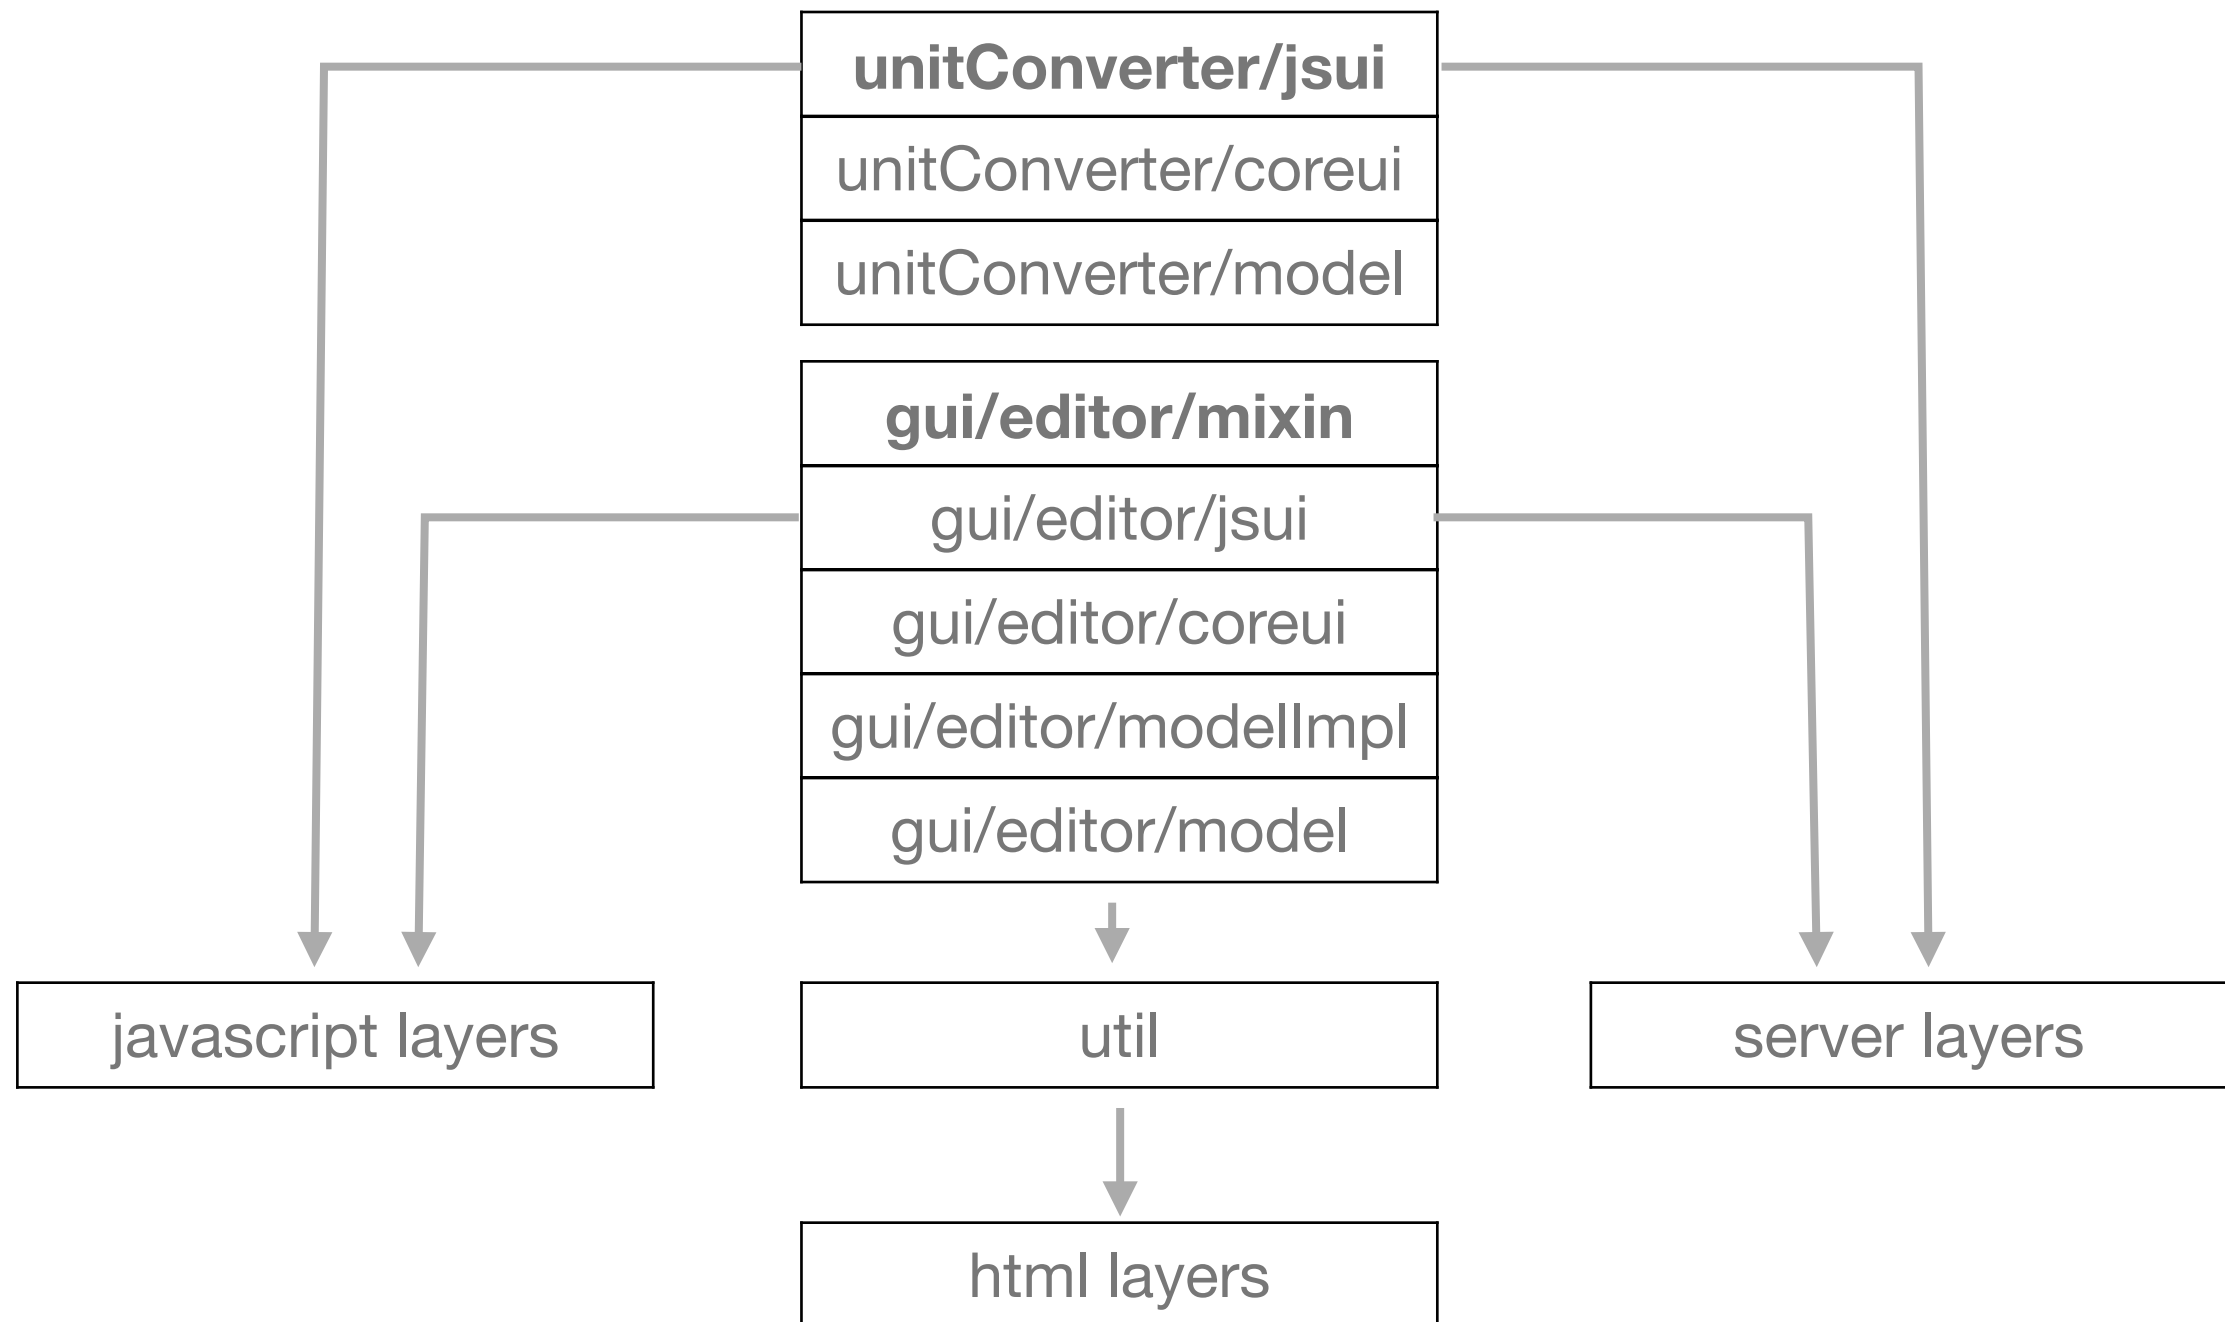 unitConverter/jsui
unitConverter/coreui
unitConverter/model
gui/editor/mixin
gui/editor/jsui
gui/editor/coreui
gui/editor/modelImpl
gui/editor/model
javascript layers
util
server layers
html layers